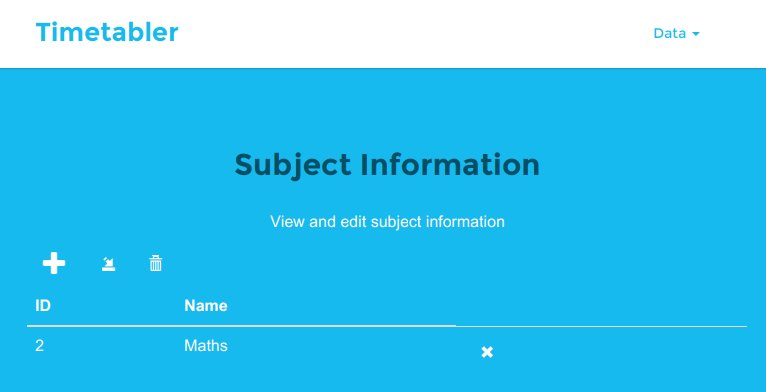 Timetabler
Data
Subject Information
View and edit subject information
ID Name
2 Maths